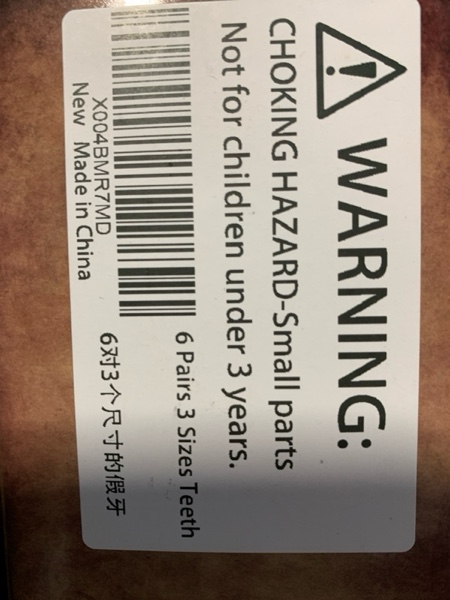 WARNING:
CHOKING HAZARD-Small parts
Not for children under 3 years.
6 Pairs 3 Sizes Teeth
X004BMR7MD
New Made in China
6对3个尺寸的假牙